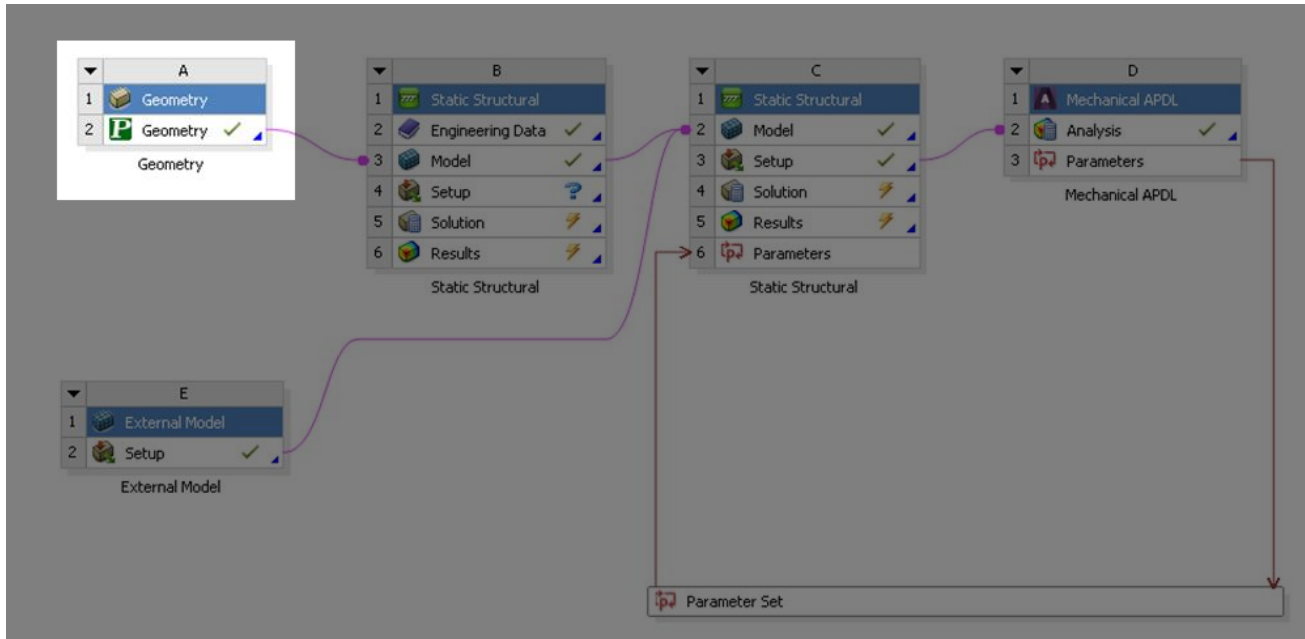 A
1 Geometry
2 P Geometry
Geometry
B
1 Static Structural
2 Engineering Data
3 Model
4 Setup ?
5 Solution
6 Results
Static Structural
C
1 Static Structural
2 Model
3 Setup
4 Solution
5 Results
6 Parameters
Static Structural
D
1 Mechanical APDL
2 Analysis
3 Parameters
Mechanical APDL
E
1 External Model
2 Setup
External Model
Parameter Set